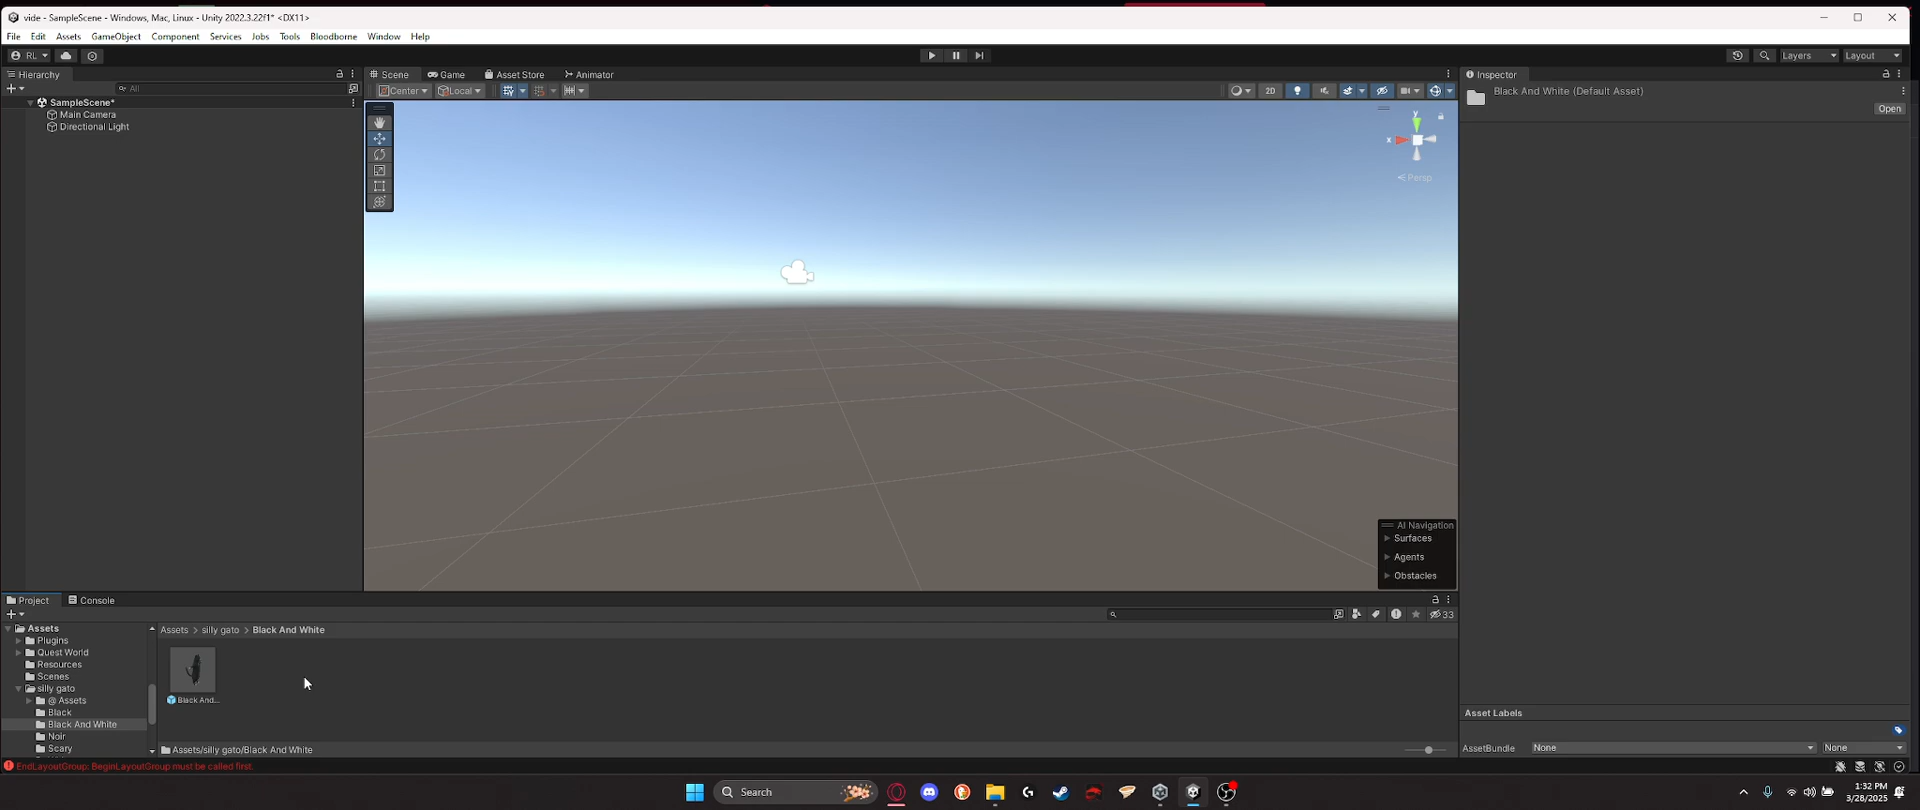 vide - SampleScene - Windows, Mac, Linux - Unity 2022.3.22f1* <DX11>
File Edit Assets GameObject Component Services Jobs Tools Bloodborne Window Help
RL Layers Layout
Hierarchy Scene Game Asset Store Animator Inspector
All Center Local 2D Black And White (Default Asset)
SampleScene*
Open
Main Camera
Directional Light
y
x
Persp
AI Navigation
Surfaces
Agents
Obstacles
Project Console
33
Assets
Assets > silly gato > Black And White
Plugins
Quest World
Resources
Scenes
silly gato
@ Assets
Black And...
Black
Asset Labels
Black And White
Noir
Scary
Assets/silly gato/Black And White
AssetBundle None None
EndLayoutGroup: BeginLayoutGroup must be called first.
Search
1:32 PM
3/28/2025